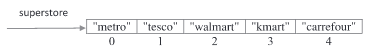 superstore
"metro" "tesco" "walmart" "kmart" "carrefour"
0 1 2 3 4